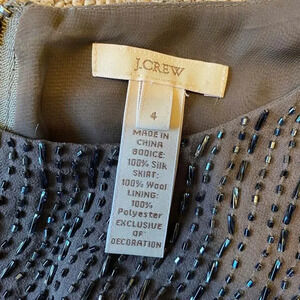 J.CREW
4
MADE IN
CHINA
BODICE:
100% Silk
SKIRT:
100% Wool
LINING:
100%
Polyester
EXCLUSIVE
OF
DECORATION